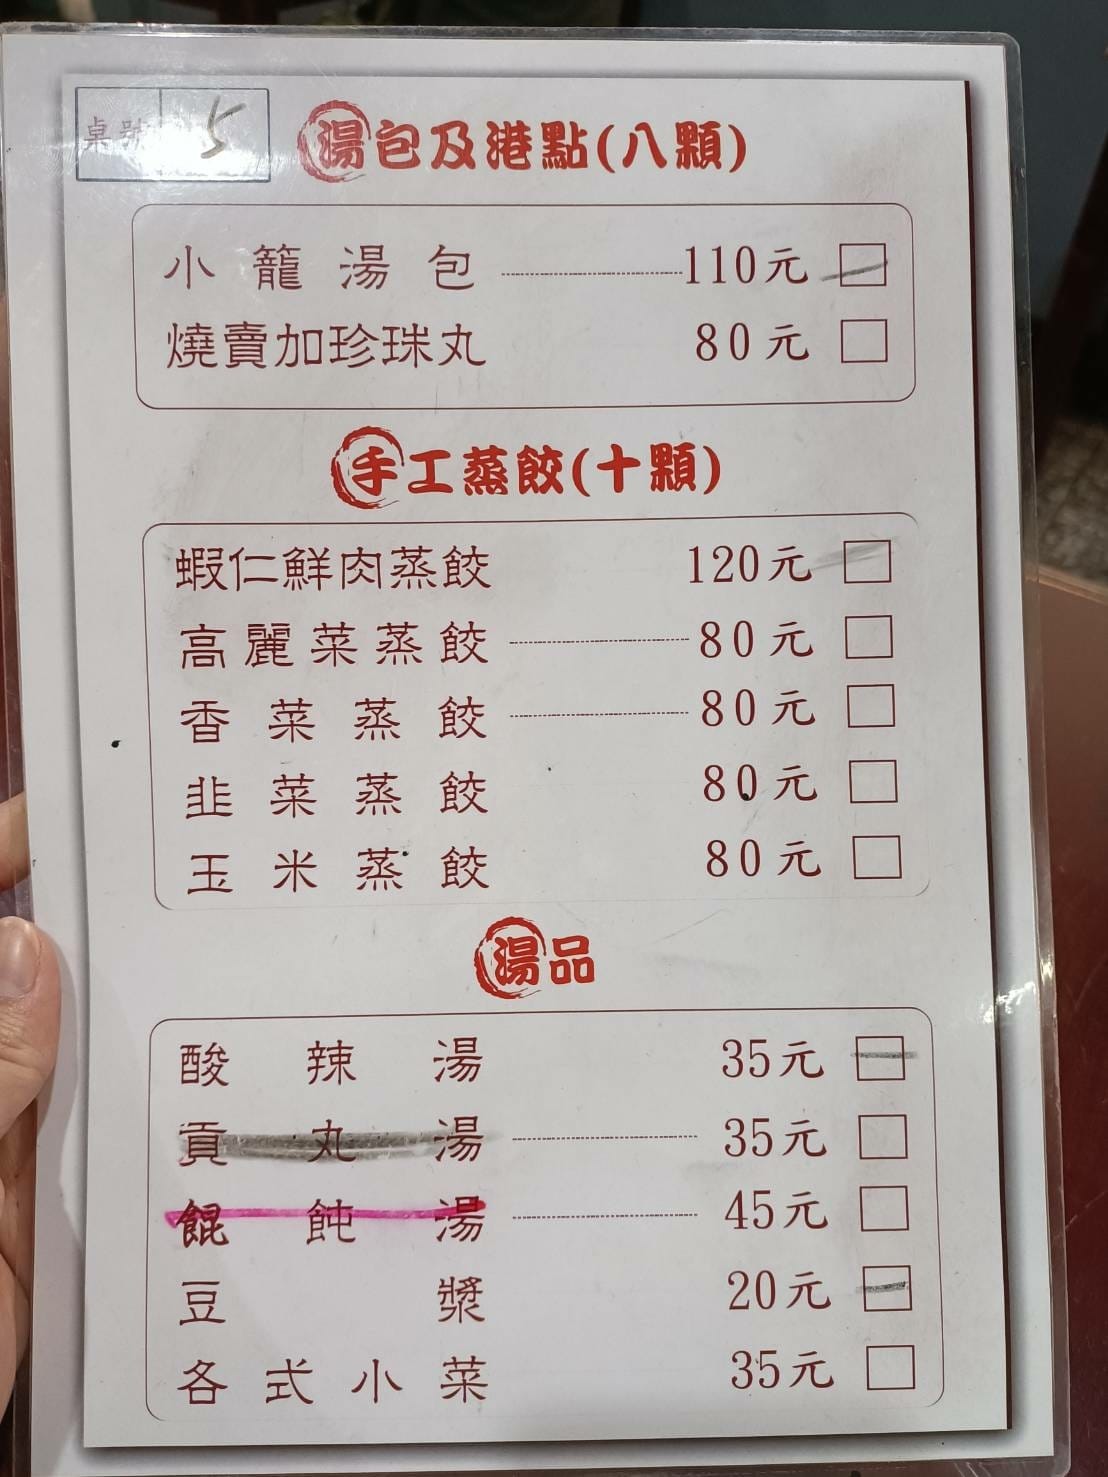 桌號 5
湯包及港點(八顆)
小籠湯包 110元
燒賣加珍珠丸 80元
手工蒸餃(十顆)
蝦仁鮮肉蒸餃 120元
高麗菜蒸餃 80元
香菜蒸餃 80元
韭菜蒸餃 80元
玉米蒸餃 80元
湯品
酸辣湯 35元
貢丸湯 35元
餛飩湯 45元
豆漿 20元
各式小菜 35元